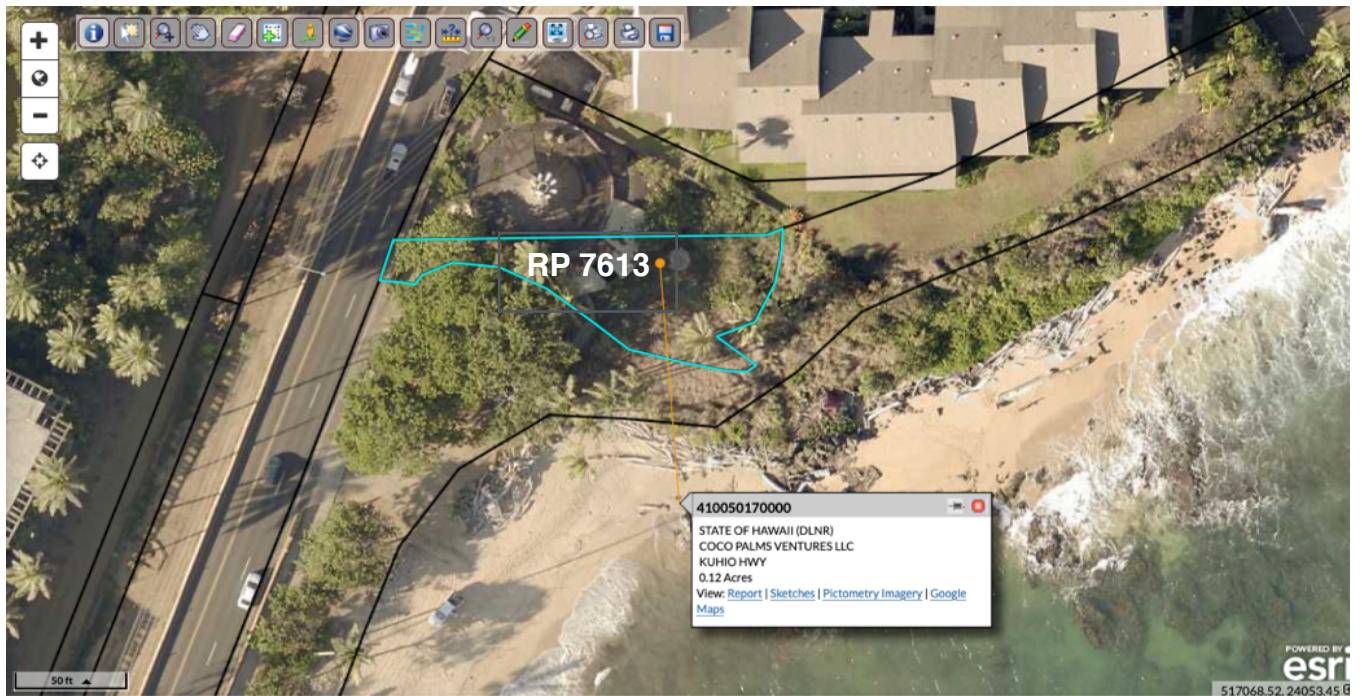 RP 7613
410050170000
STATE OF HAWAII (DLNR)
COCO PALMS VENTURES LLC
KUHIO HWY
0.12 Acres
View: Report | Sketches | Pictometry Imagery | Google
Maps
50 ft
POWERED BY
esri
517068.52, 24053.45